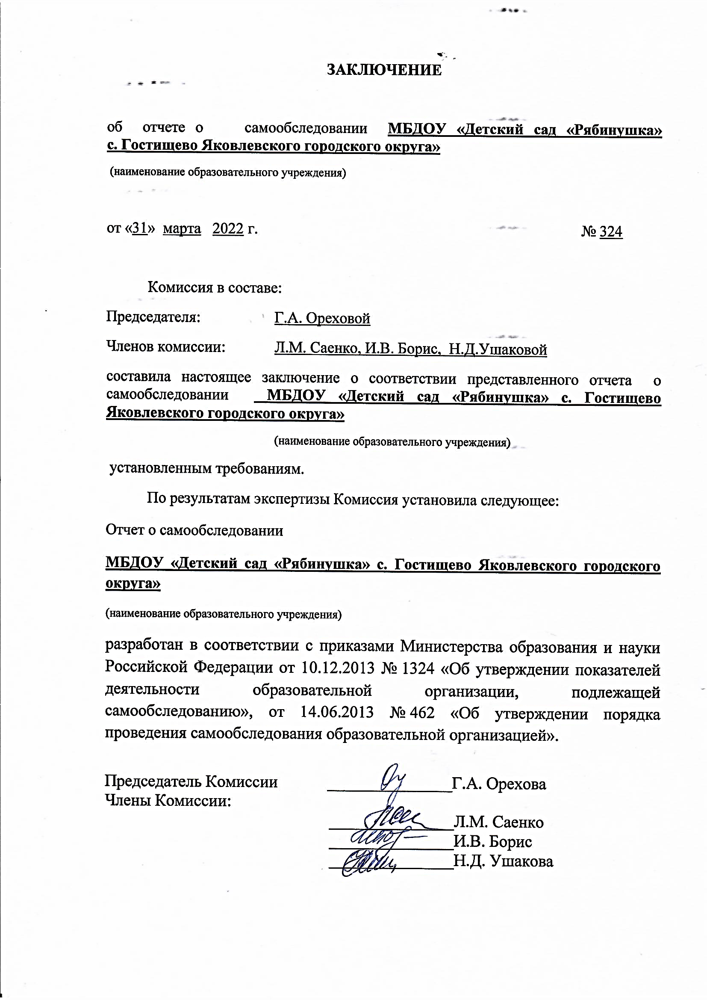 ЗАКЛЮЧЕНИЕ
об отчете о самообследовании МБДОУ «Детский сад «Рябинушка»
с. Гостищево Яковлевского городского округа»
(наименование образовательного учреждения)
от «31» марта 2022 г. № 324
Комиссия в составе:
Председателя: Г.А. Ореховой
Членов комиссии: Л.М. Саенко, И.В. Борис, Н.Д.Ушаковой
составила настоящее заключение о соответствии представленного отчета о
самообследовании МБДОУ «Детский сад «Рябинушка» с. Гостищево
Яковлевского городского округа»
(наименование образовательного учреждения)
установленным требованиям.
По результатам экспертизы Комиссия установила следующее:
Отчет о самообследовании
МБДОУ «Детский сад «Рябинушка» с. Гостищево Яковлевского городского
округа»
(наименование образовательного учреждения)
разработан в соответствии с приказами Министерства образования и науки
Российской Федерации от 10.12.2013 № 1324 «Об утверждении показателей
деятельности образовательной организации, подлежащей
самообследованию», от 14.06.2013 № 462 «Об утверждении порядка
проведения самообследования образовательной организацией».
Председатель Комиссии Г.А. Орехова
Члены Комиссии:
Л.М. Саенко
И.В. Борис
Н.Д. Ушакова